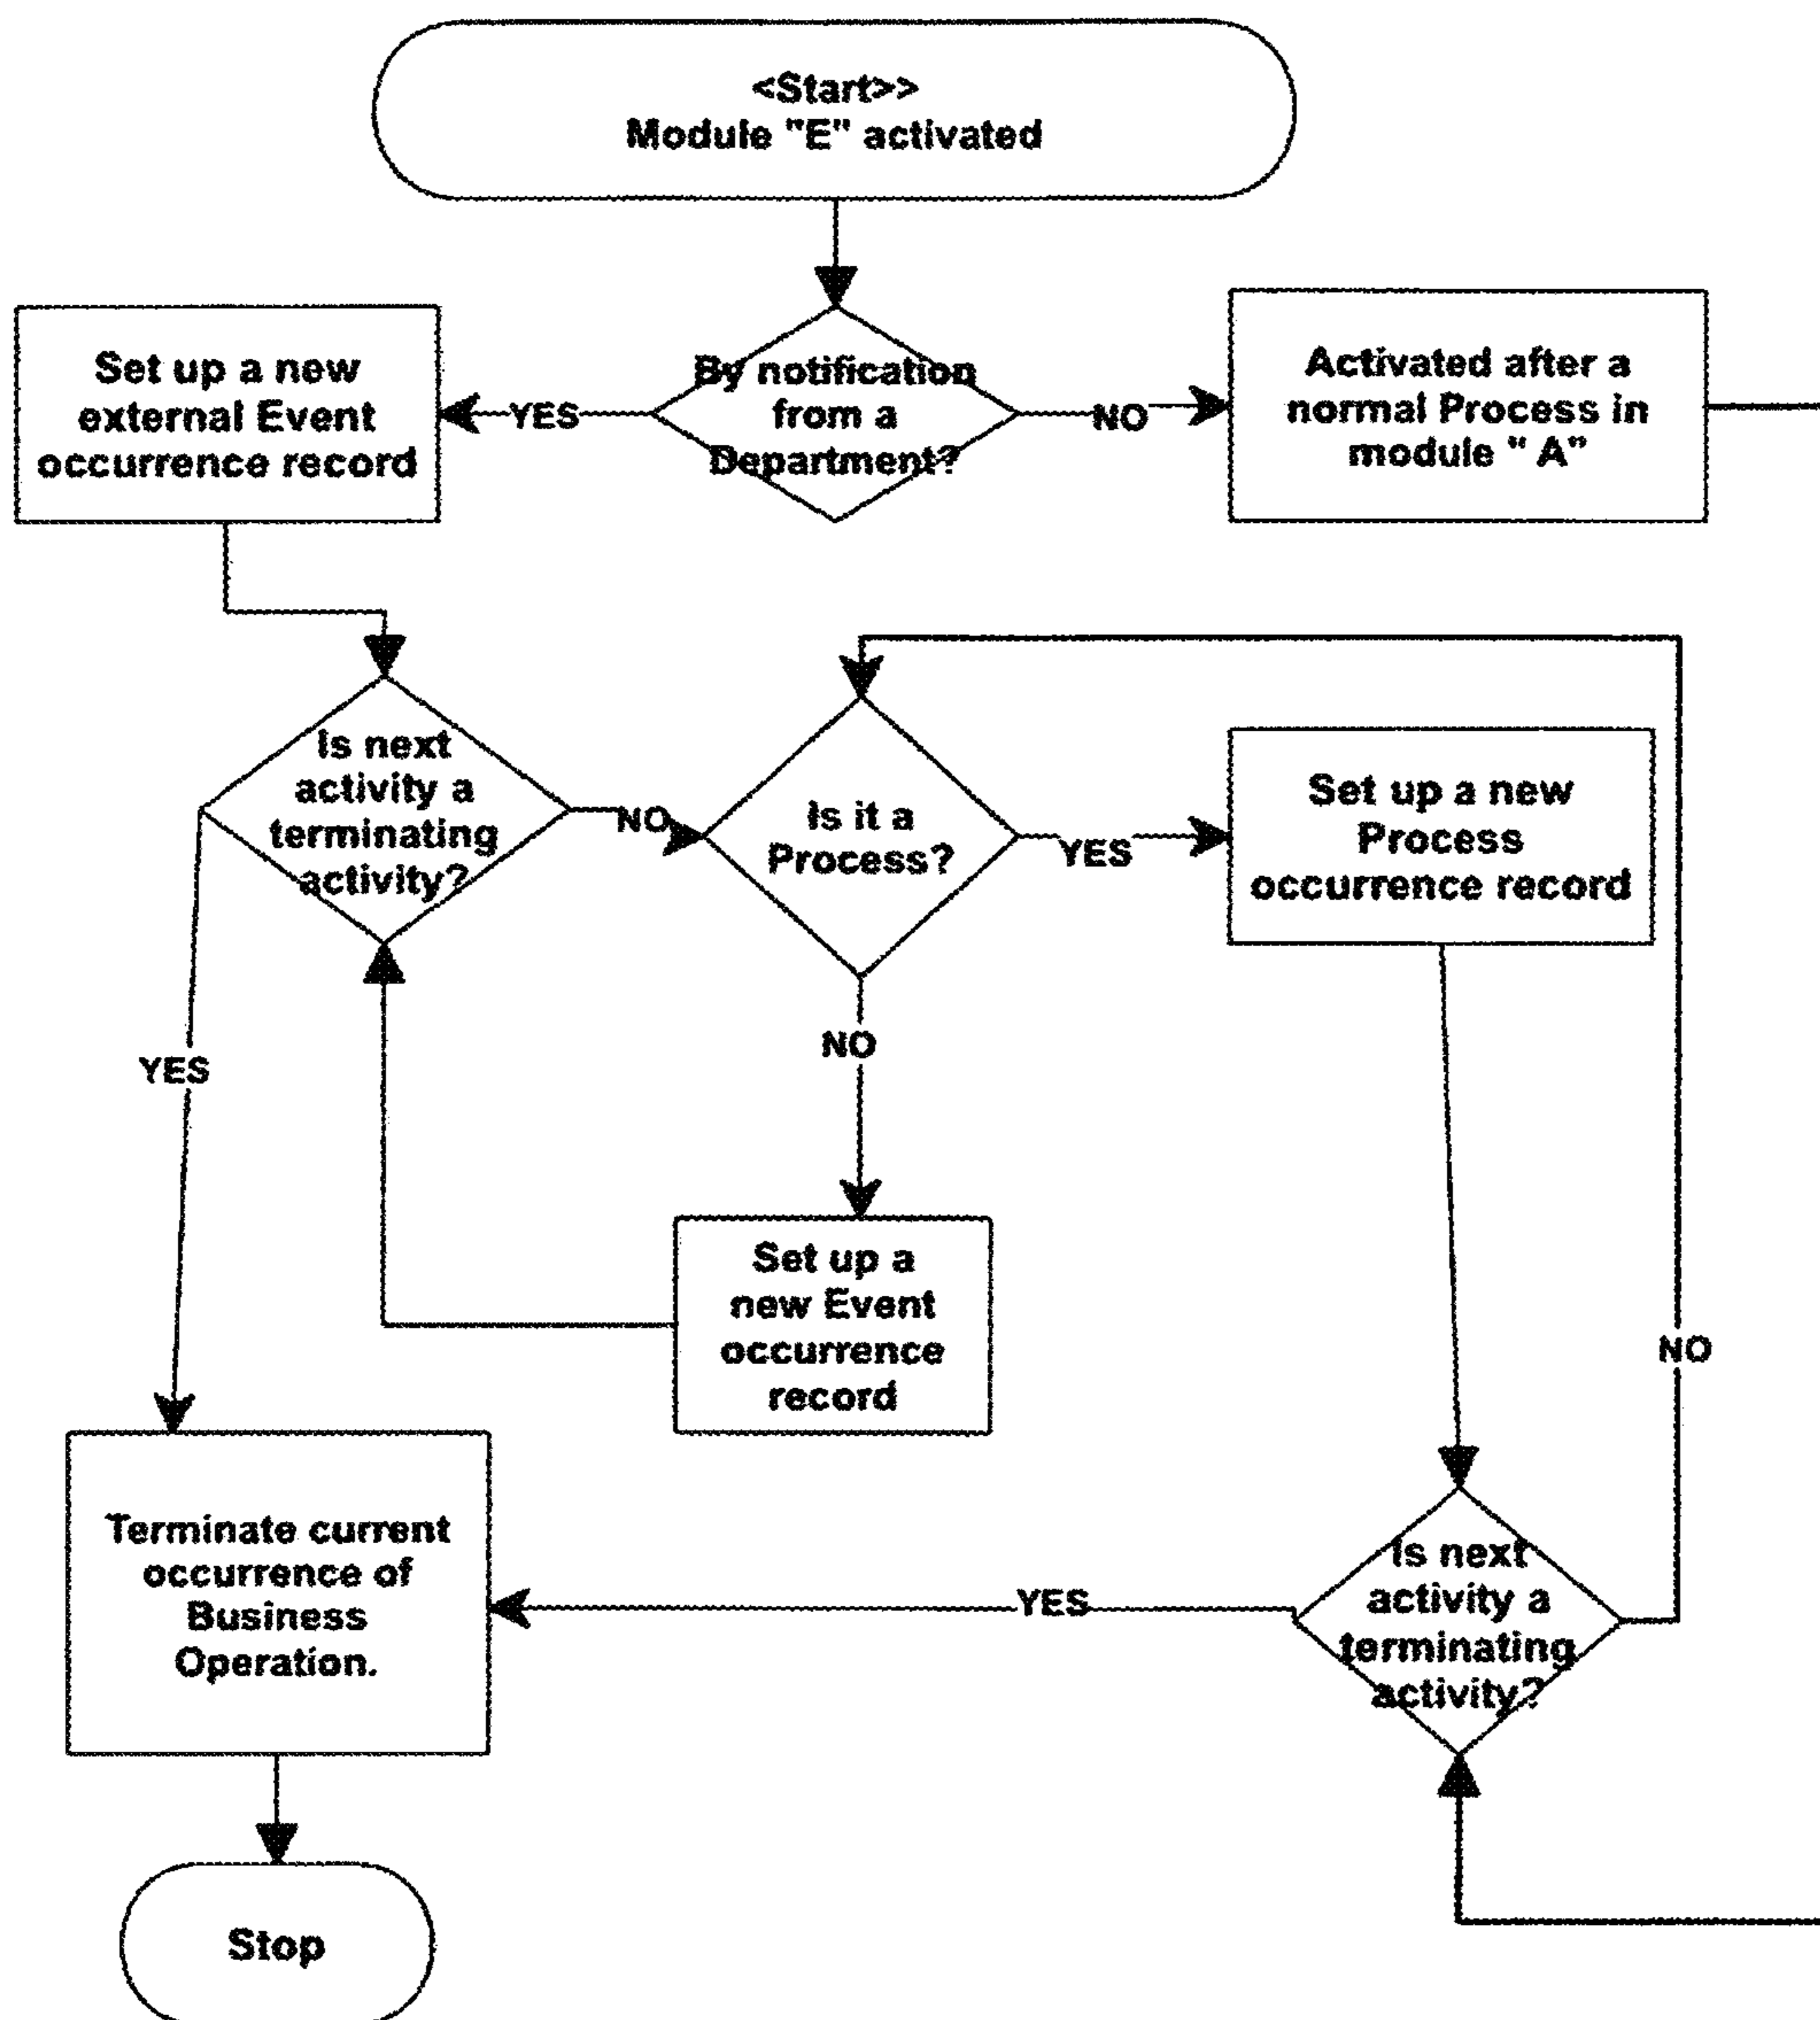 <Start>>
Module "E" activated
By notification
from a
Department?
YES
NO
Set up a new
external Event
occurrence record
Activated after a
normal Process in
module " A"
Is next
activity a
terminating
activity?
NO
Is it a
Process?
YES
Set up a new
Process
occurrence record
YES
NO
Set up a
new Event
occurrence
record
NO
Terminate current
occurrence of
Business
Operation.
YES
Is next
activity a
terminating
activity?
Stop